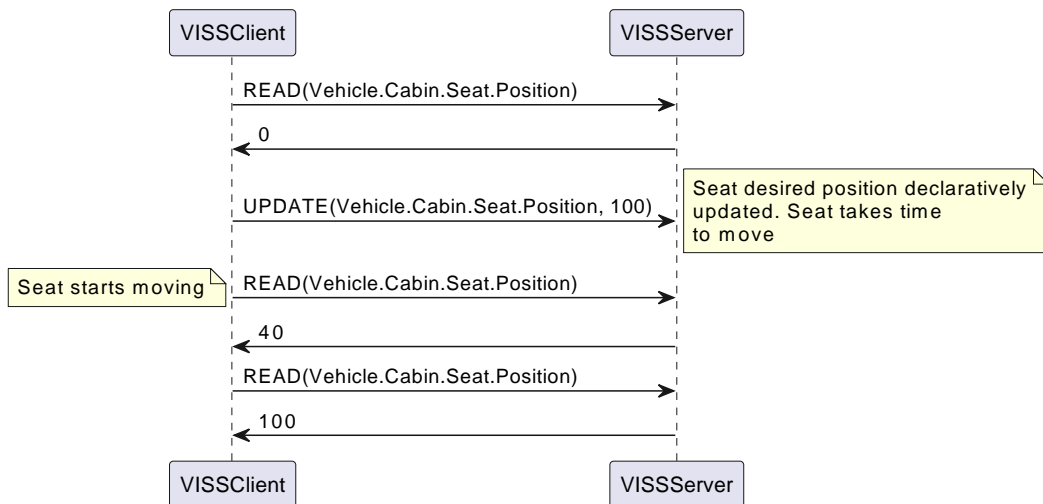 VISSClient
VISSServer
READ(Vehicle.Cabin.Seat.Position)
0
UPDATE(Vehicle.Cabin.Seat.Position, 100)
Seat desired position declaratively
updated. Seat takes time
to move
Seat starts moving
READ(Vehicle.Cabin.Seat.Position)
40
READ(Vehicle.Cabin.Seat.Position)
100
VISSClient
VISSServer